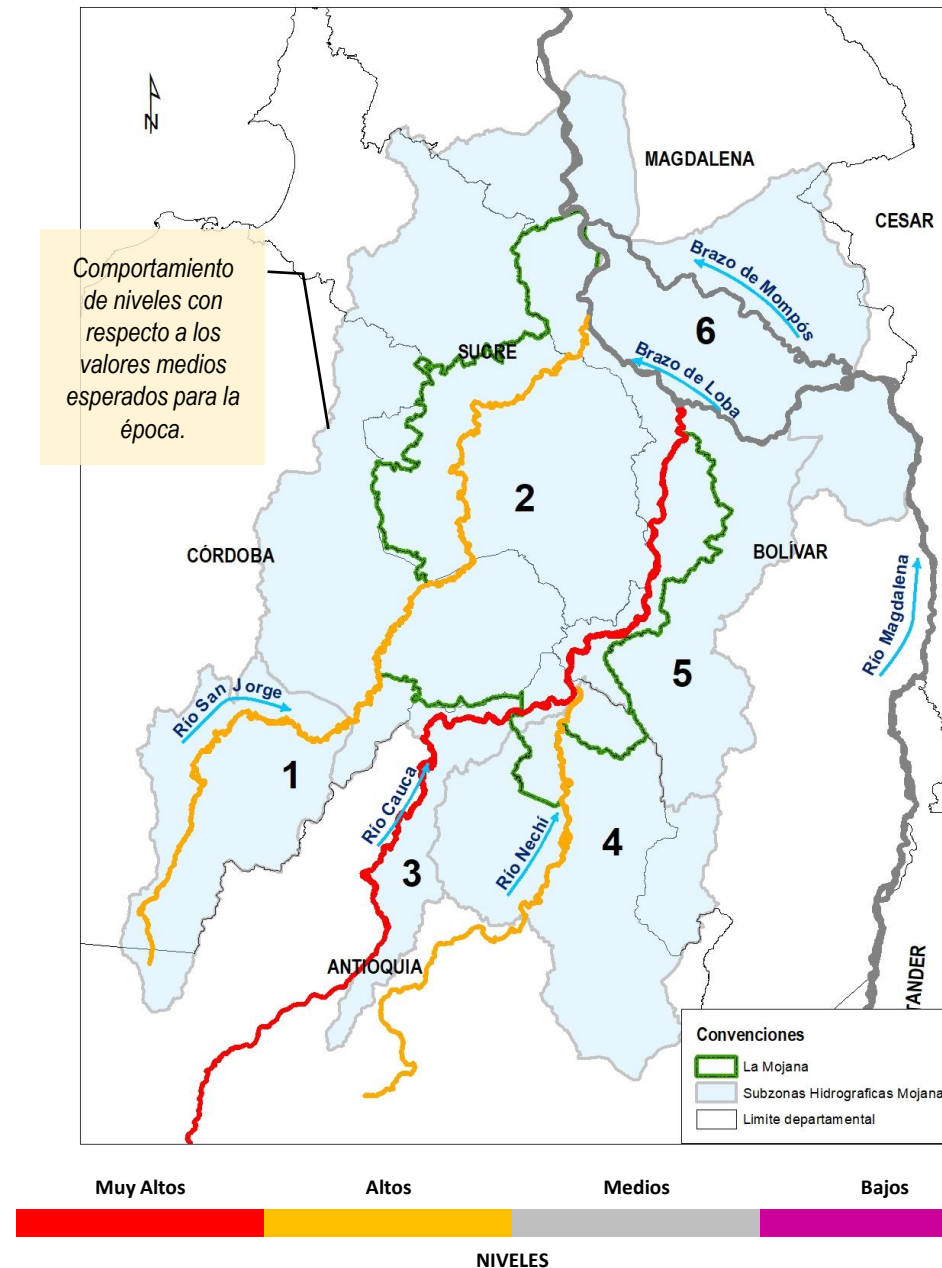 N
MAGDALENA
CESAR
Comportamiento
de niveles con
respecto a los
valores medios
esperados para la
época.
Brazo de Mompós
6
SUCRE
Brazo de Loba
2
CÓRDOBA
BOLÍVAR
Río Magdalena
Río San Jorge
5
1
Río Cauca
3
Río Nechí
4
ANTIOQUIA
TANDER
Convenciones
La Mojana
Subzonas Hidrograficas Mojana
Limite departamental
Muy Altos
Altos
Medios
Bajos
NIVELES